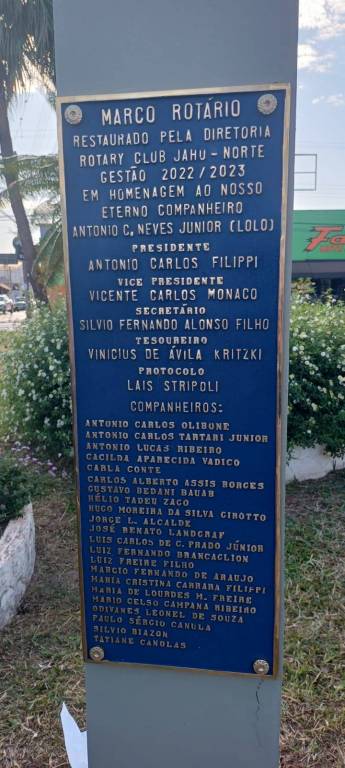 MARCO ROTÁRIO
RESTAURADO PELA DIRETORIA
ROTARY CLUB JAHU - NORTE
GESTÃO 2022/2023
EM HOMENAGEM AO NOSSO
ETERNO COMPANHEIRO
ANTONIO C, NEVES JUNIOR (LOLO)
PRESIDENTE
ANTONIO CARLOS FILIPPI
VICE PRESIDENTE
VICENTE CARLOS MONACO
SECRETÁRIO
SILVIO FERNANDO ALONSO FILHO
TESOUREIRO
VINICIUS DE ÁVILA KRITZKI
PROTOCOLO
LAIS STRIPOLI
COMPANHEIROS:-
ANTONIO CARLOS OLIBONE
ANTONIO CARLOS TARTARI JUNIOR
ANTONIO LUCAS RIBEIRO
CACILDA APARECIDA VADICO
CARLA CONTE
CARLOS ALBERTO ASSIS BORGES
GUSTAVO BEDANI BAUAB
HÉLIO TADEU ZAGO
HUGO MOREIRA DA SILVA GIROTTO
JORGE L. ALCALDE
JOSÉ RENATO LANDGRAF
LUIS CARLOS DE C. PRADO JÚNIOR
LUIZ FERNANDO BRANCAGLION
LUIZ FREIRE FILHO
MARCIO FERNANDO DE ARAUJO
MARIA CRISTINA CARRARA FILIPPI
MARIA DE LOURDES M. FREIRE
MARIO CELSO CAMPANA RIBEIRO
ODIVANES LEONEL DE SOUZA
PAULO SÉRGIO CANULA
SILVIO BIAZON
TATIANE CANOLAS